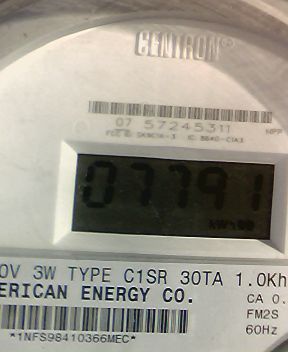 CENTRON®
07 57245311
07791
kWh
0V 3W TYPE C1SR 30TA 1.0Kh
ERICAN ENERGY CO.
CA 0.
FM2S
60Hz
*1NFS98410366MEC*